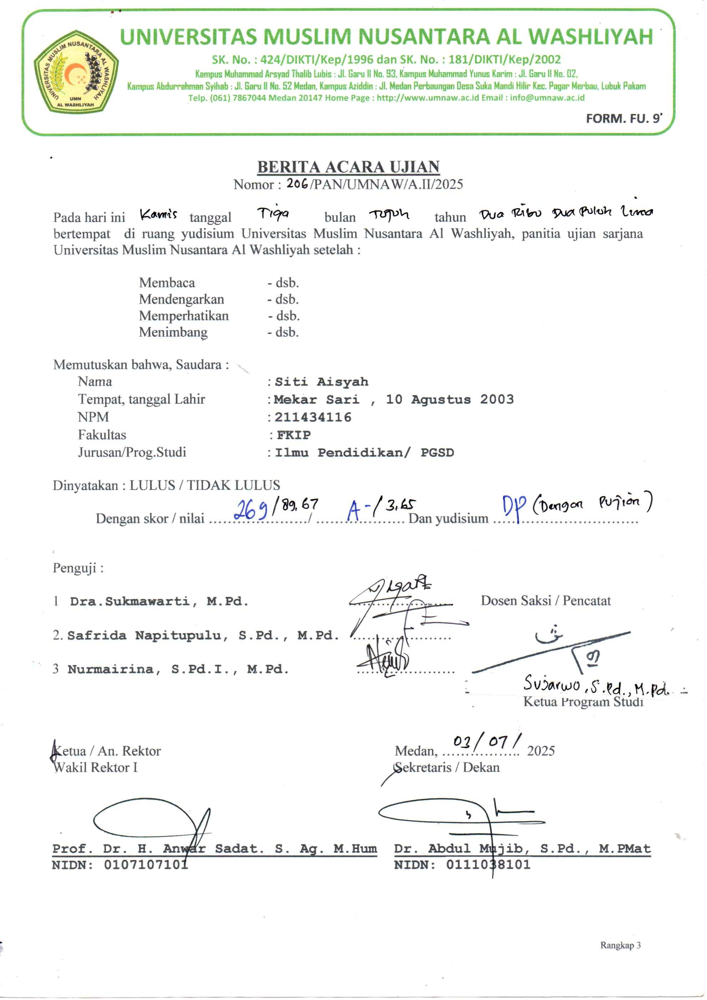 UNIVERSITAS MUSLIM NUSANTARA AL WASHLIYAH
SK. No. : 424/DIKTI/Kep/1996 dan SK. No. : 181/DIKTI/Kep/2002
Kampus Muhammad Arsyad Thalib Lubis : Jl. Garu II No. 93, Kampus Muhammad Yunus Karim : Jl. Garu II No. 02,
Kampus Abdurrahman Syihab : Jl. Garu II No. 52 Medan, Kampus Aziddin : Jl. Medan Perbaungan Desa Suka Mandi Hilir Kec. Pagar Merbau, Lubuk Pakam
Telp. (061) 7867044 Medan 20147 Home Page : http://www.umnaw.ac.id Email : info@umnaw.ac.id
UNIVERSITAS MUSLIM NUSANTARA AL WASHLIYAH
UMN
AL WASHLIYAH
FORM. FU. 9
BERITA ACARA UJIAN
Nomor : 206/PAN/UMNAW/A.II/2025
Pada hari ini Kamis tanggal Tiga bulan Tujuh tahun Dua Ribu Dua Puluh Lima
bertempat di ruang yudisium Universitas Muslim Nusantara Al Washliyah, panitia ujian sarjana
Universitas Muslim Nusantara Al Washliyah setelah :
Membaca - dsb.
Mendengarkan - dsb.
Memperhatikan - dsb.
Menimbang - dsb.
Memutuskan bahwa, Saudara :
Nama : Siti Aisyah
Tempat, tanggal Lahir : Mekar Sari , 10 Agustus 2003
NPM : 211434116
Fakultas : FKIP
Jurusan/Prog.Studi : Ilmu Pendidikan/ PGSD
Dinyatakan : LULUS / TIDAK LULUS
Dengan skor / nilai 269/89,67 / A-/3,65 Dan yudisium DP (Dengan Pujian)
Penguji :
1 Dra.Sukmawarti, M.Pd.
Dosen Saksi / Pencatat
2. Safrida Napitupulu, S.Pd., M.Pd.
3 Nurmairina, S.Pd.I., M.Pd.
Sujarwo, S.Pd., M.Pd.
Ketua Program Studi
Ketua / An. Rektor
Wakil Rektor I
Medan, 03/07/ 2025
Sekretaris / Dekan
Prof. Dr. H. Anwar Sadat. S. Ag. M.Hum
NIDN: 0107107101
Dr. Abdul Mujib, S.Pd., M.PMat
NIDN: 0111038101
Rangkap 3